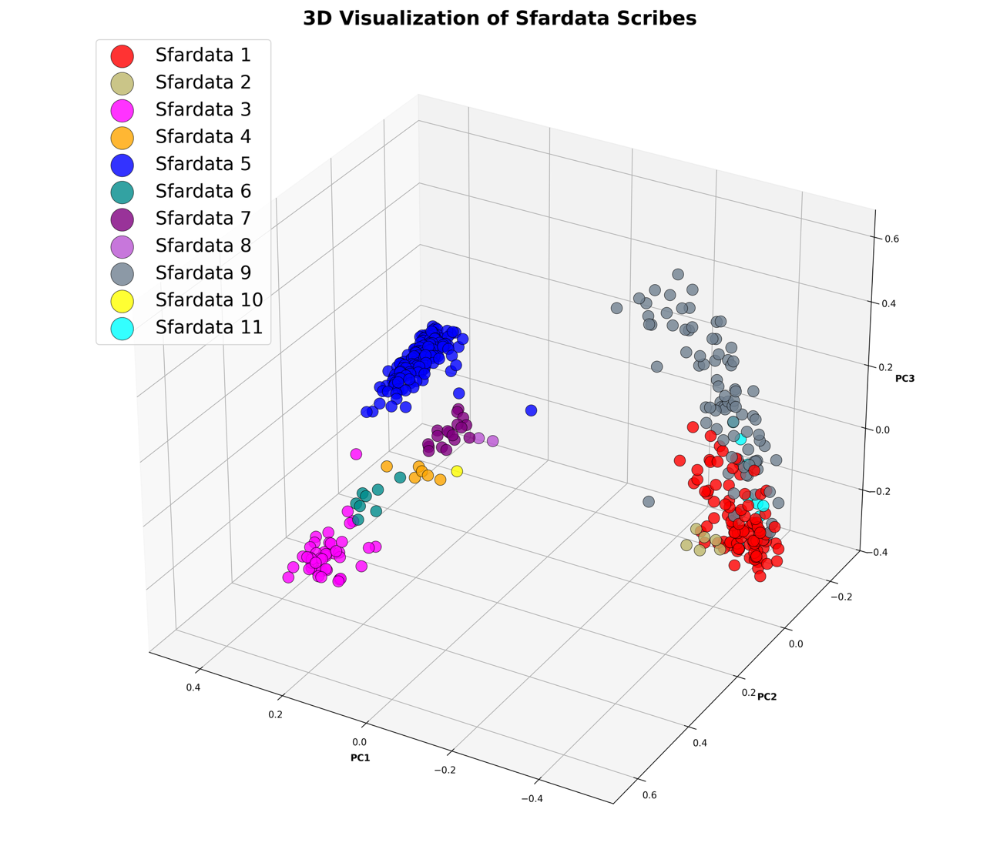 3D Visualization of Sfardata Scribes
Sfardata 1
Sfardata 2
Sfardata 3
Sfardata 4
Sfardata 5
Sfardata 6
Sfardata 7
Sfardata 8
Sfardata 9
Sfardata 10
Sfardata 11
0.6
0.4
0.2
0.0
−0.2
−0.4
PC3
−0.2
0.0
0.2
0.4
0.6
PC2
0.4
0.2
0.0
−0.2
−0.4
PC1